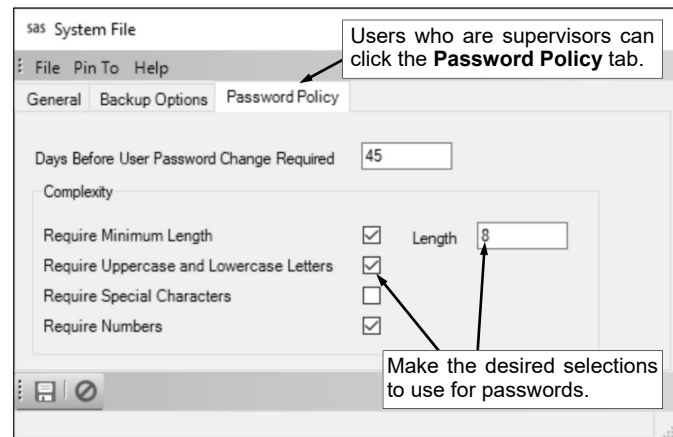 sas System File
Users who are supervisors can
click the Password Policy tab.
File Pin To Help
General Backup Options Password Policy
Days Before User Password Change Required 45
Complexity
Require Minimum Length Length 8
Require Uppercase and Lowercase Letters
Require Special Characters
Require Numbers
Make the desired selections
to use for passwords.